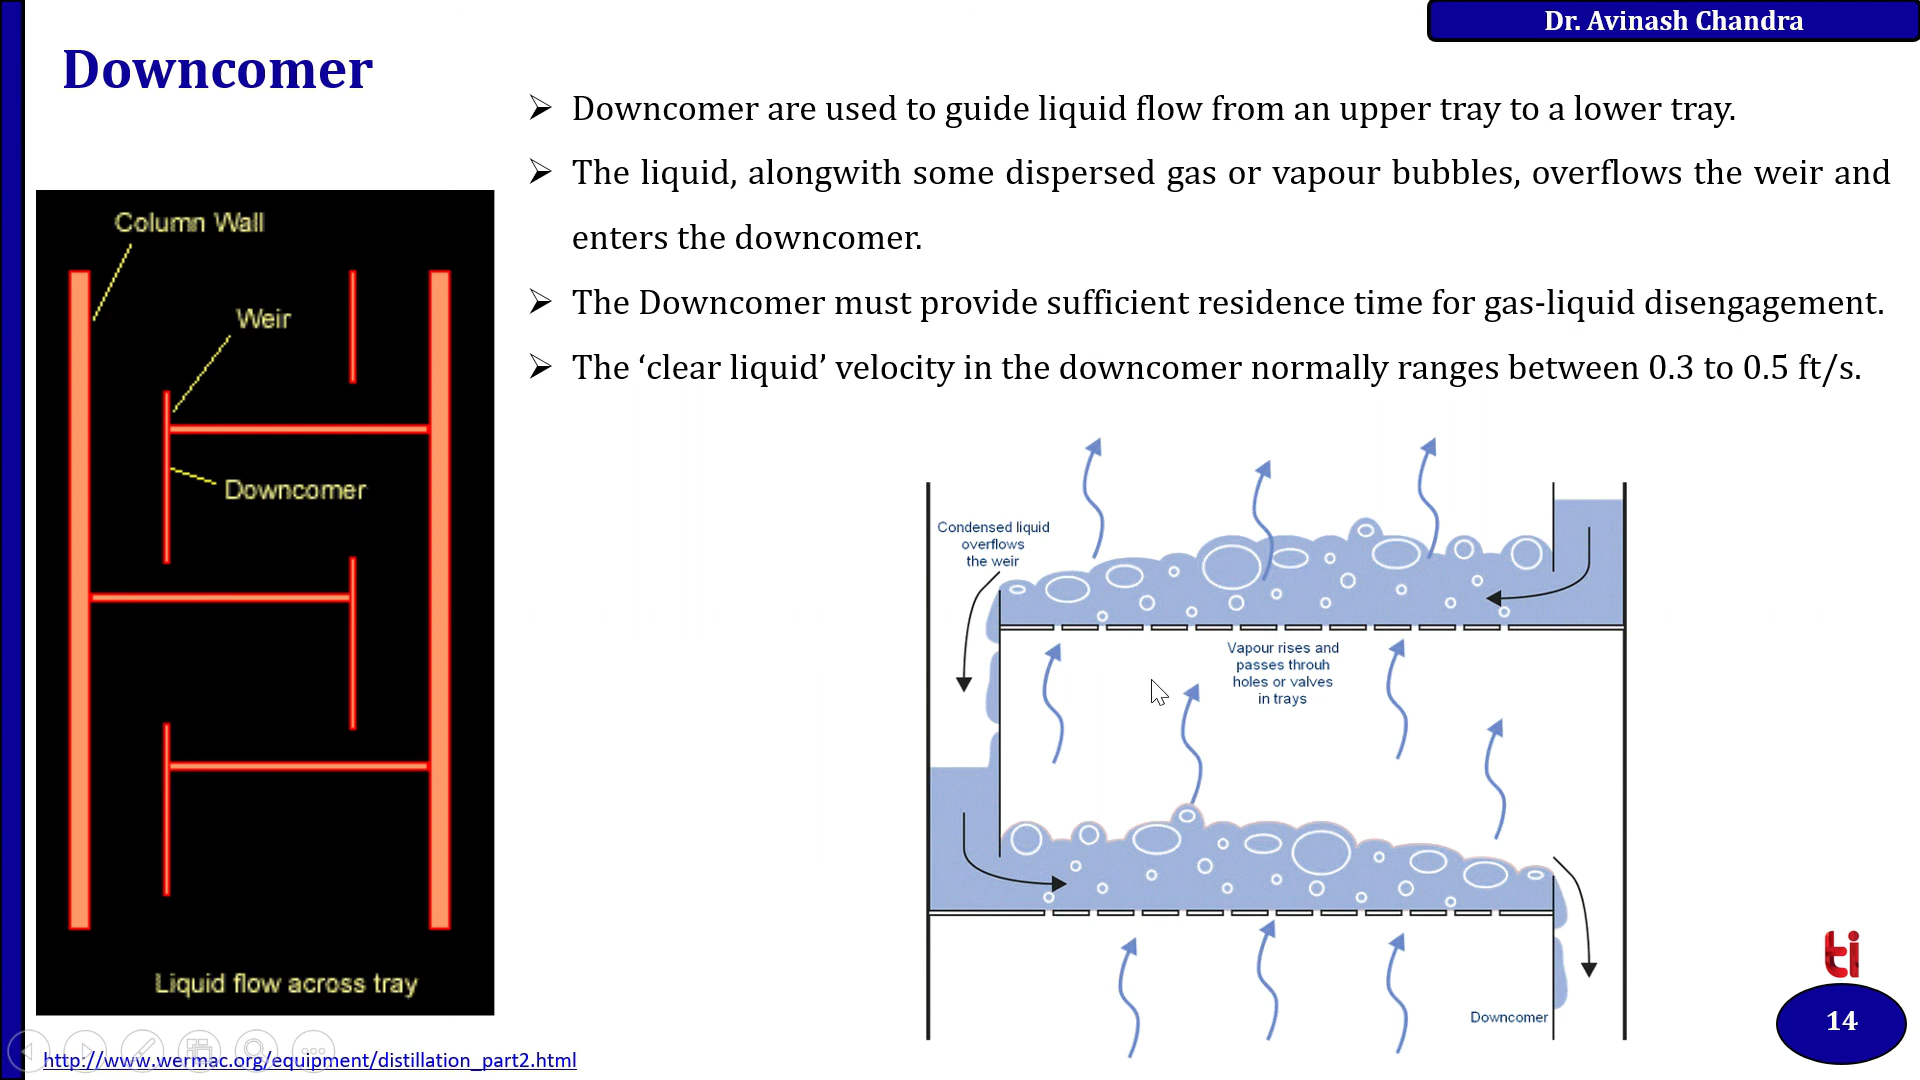 Dr. Avinash Chandra
Downcomer
➢ Downcomer are used to guide liquid flow from an upper tray to a lower tray.
➢ The liquid, alongwith some dispersed gas or vapour bubbles, overflows the weir and
enters the downcomer.
➢ The Downcomer must provide sufficient residence time for gas-liquid disengagement.
➢ The ‘clear liquid’ velocity in the downcomer normally ranges between 0.3 to 0.5 ft/s.
Column Wall
Weir
Downcomer
Liquid flow across tray
Condensed liquid
overflows
the weir
Vapour rises and
passes throuh
holes or valves
in trays
Downcomer
ti
14
http://www.wermac.org/equipment/distillation_part2.html